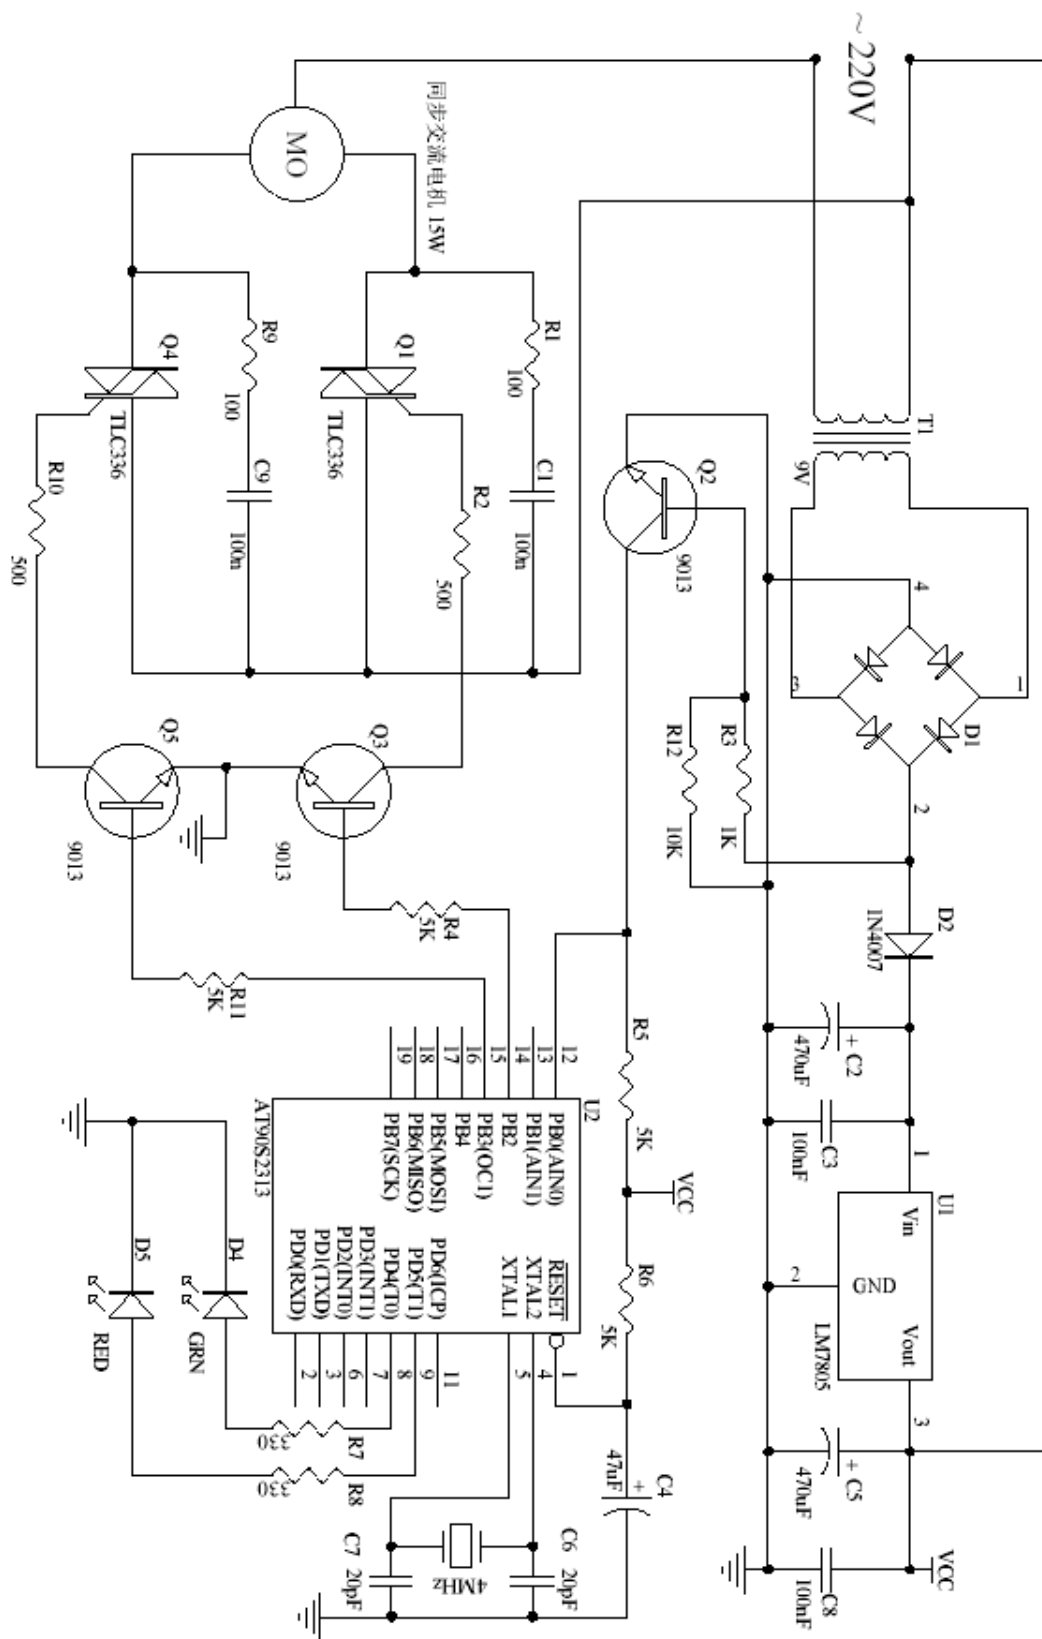 ~220V
同步交流电机 15W
MO
T1
9V
R1
100
C1
100n
Q1
TLC336
R2
500
R9
100
C9
100n
Q4
TLC336
R10
500
Q2
9013
4
3
1
D1
2
R12
10K
R3
1K
Q3
9013
Q5
9013
R4
5K
R11
5K
D2
1N4007
+ C2
470uF
C3
100nF
1
U1
Vin
2
GND
Vout
LM7805
3
+ C5
470uF
C8
100nF
VCC
R5
5K
VCC
R6
5K
+
C4
47uF
U2
12
13
14
15
16
17
18
19
PB0(AIN0)
PB1(AIN1)
PB2
PB3(OC1)
PB4
PB5(MOSI)
PB6(MISO)
PB7(SCK)
AT90S2313
RESET
XTAL2
XTAL1
PD6(ICP)
PD5(T1)
PD4(T0)
PD3(INT1)
PD2(INT0)
PD1(TXD)
PD0(RXD)
1
4
5
11
9
8
7
6
3
2
D4
GRN
D5
RED
R7
330
R8
330
C6
20pF
4MHz
C7
20pF